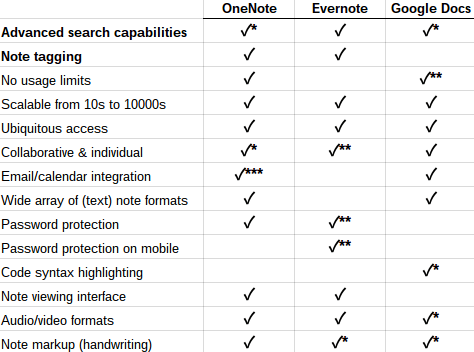 OneNote Evernote Google Docs
Advanced search capabilities ✓* ✓ ✓*
Note tagging ✓ ✓
No usage limits ✓ ✓**
Scalable from 10s to 10000s ✓ ✓ ✓
Ubiquitous access ✓ ✓ ✓
Collaborative & individual ✓* ✓** ✓
Email/calendar integration ✓*** ✓
Wide array of (text) note formats ✓ ✓
Password protection ✓ ✓**
Password protection on mobile ✓**
Code syntax highlighting ✓*
Note viewing interface ✓ ✓
Audio/video formats ✓ ✓ ✓*
Note markup (handwriting) ✓ ✓* ✓*